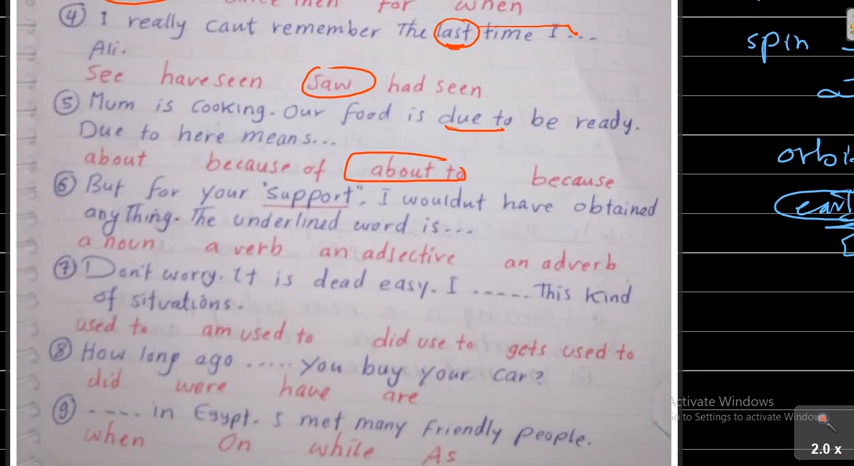 for when
④ I really cant remember The last time I...
Ali.
See have seen saw had seen
⑤ Mum is cooking. Our food is due to be ready.
Due to here means...
about because of about to because
⑥ But for your "support", I wouldnt have obtained
anyThing. The underlined word is...
a noun a verb an adjective an adverb
⑦ Don't worry. It is dead easy. I ...... This Kind
of situations.
used to am used to did use to gets used to
⑧ How long ago ..... you buy your car?
did were have are
⑨ ..... in Egypt. I met many friendly people.
when On while As
spin
orbi
eart
Activate Windows
Go to Settings to activate Windows
2.0 x